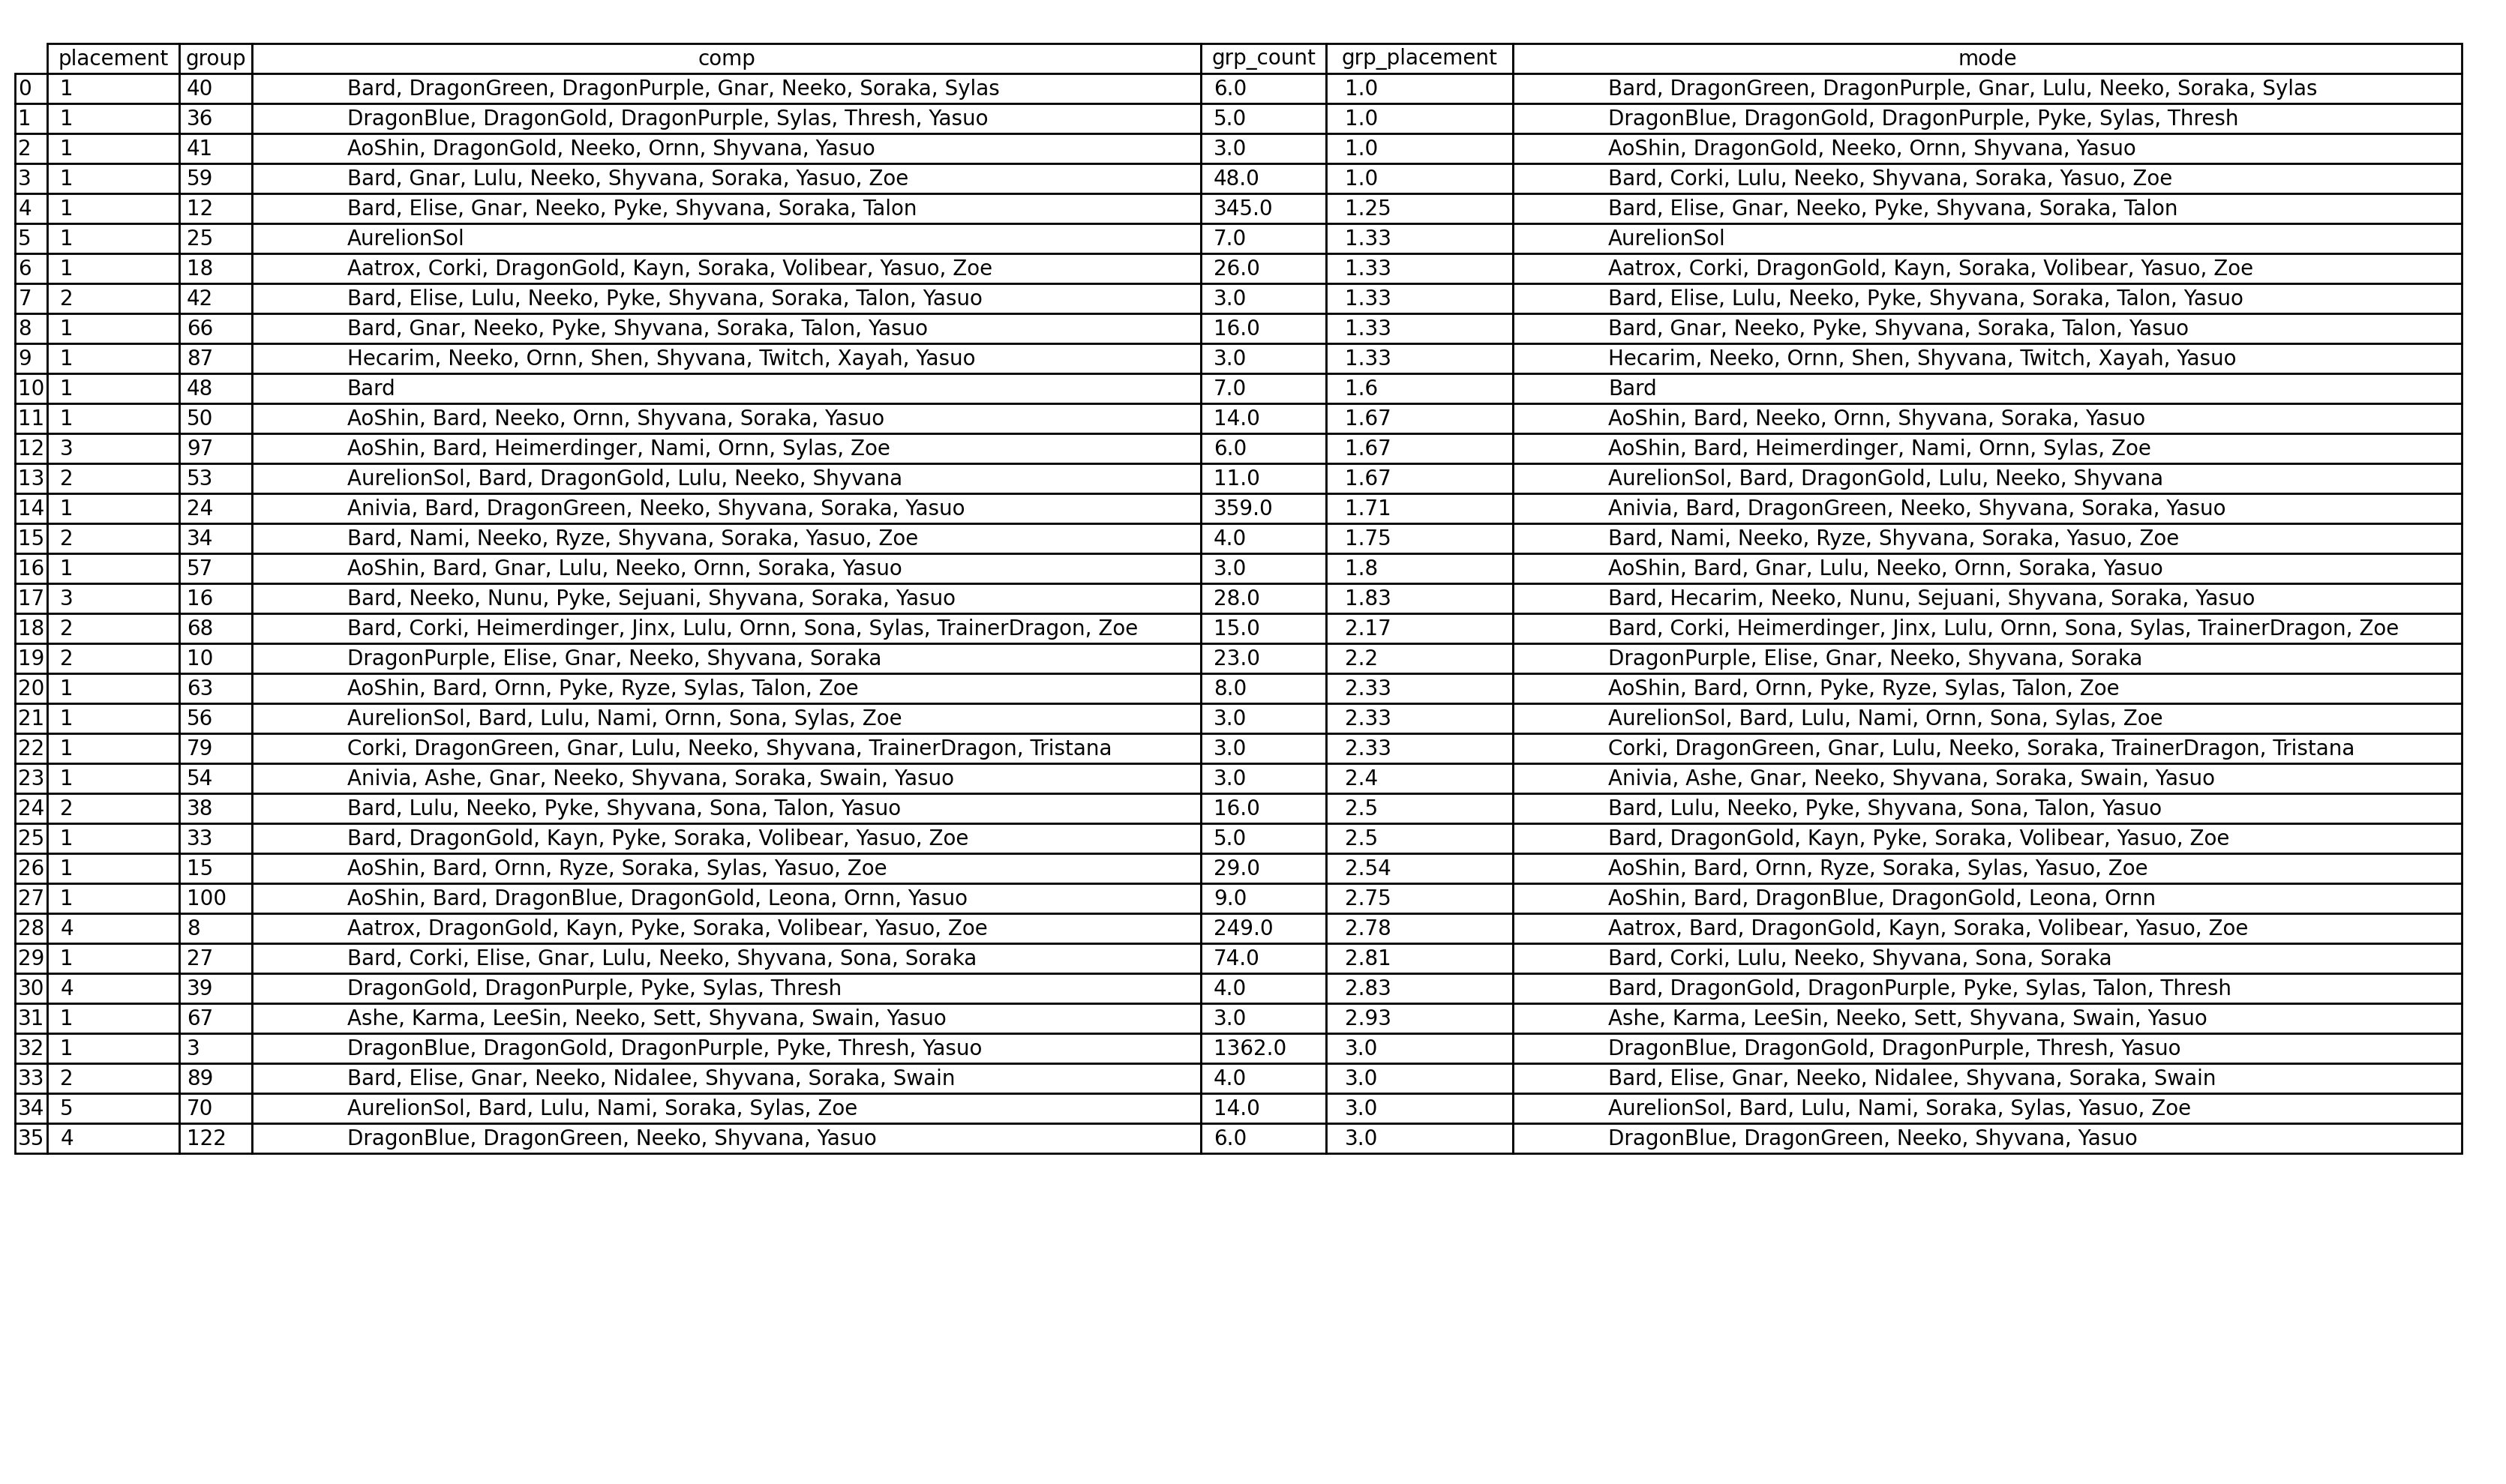 placement group comp grp_count grp_placement mode
0 1 40 Bard, DragonGreen, DragonPurple, Gnar, Neeko, Soraka, Sylas 6.0 1.0 Bard, DragonGreen, DragonPurple, Gnar, Lulu, Neeko, Soraka, Sylas
1 1 36 DragonBlue, DragonGold, DragonPurple, Sylas, Thresh, Yasuo 5.0 1.0 DragonBlue, DragonGold, DragonPurple, Pyke, Sylas, Thresh
2 1 41 AoShin, DragonGold, Neeko, Ornn, Shyvana, Yasuo 3.0 1.0 AoShin, DragonGold, Neeko, Ornn, Shyvana, Yasuo
3 1 59 Bard, Gnar, Lulu, Neeko, Shyvana, Soraka, Yasuo, Zoe 48.0 1.0 Bard, Corki, Lulu, Neeko, Shyvana, Soraka, Yasuo, Zoe
4 1 12 Bard, Elise, Gnar, Neeko, Pyke, Shyvana, Soraka, Talon 345.0 1.25 Bard, Elise, Gnar, Neeko, Pyke, Shyvana, Soraka, Talon
5 1 25 AurelionSol 7.0 1.33 AurelionSol
6 1 18 Aatrox, Corki, DragonGold, Kayn, Soraka, Volibear, Yasuo, Zoe 26.0 1.33 Aatrox, Corki, DragonGold, Kayn, Soraka, Volibear, Yasuo, Zoe
7 2 42 Bard, Elise, Lulu, Neeko, Pyke, Shyvana, Soraka, Talon, Yasuo 3.0 1.33 Bard, Elise, Lulu, Neeko, Pyke, Shyvana, Soraka, Talon, Yasuo
8 1 66 Bard, Gnar, Neeko, Pyke, Shyvana, Soraka, Talon, Yasuo 16.0 1.33 Bard, Gnar, Neeko, Pyke, Shyvana, Soraka, Talon, Yasuo
9 1 87 Hecarim, Neeko, Ornn, Shen, Shyvana, Twitch, Xayah, Yasuo 3.0 1.33 Hecarim, Neeko, Ornn, Shen, Shyvana, Twitch, Xayah, Yasuo
10 1 48 Bard 7.0 1.6 Bard
11 1 50 AoShin, Bard, Neeko, Ornn, Shyvana, Soraka, Yasuo 14.0 1.67 AoShin, Bard, Neeko, Ornn, Shyvana, Soraka, Yasuo
12 3 97 AoShin, Bard, Heimerdinger, Nami, Ornn, Sylas, Zoe 6.0 1.67 AoShin, Bard, Heimerdinger, Nami, Ornn, Sylas, Zoe
13 2 53 AurelionSol, Bard, DragonGold, Lulu, Neeko, Shyvana 11.0 1.67 AurelionSol, Bard, DragonGold, Lulu, Neeko, Shyvana
14 1 24 Anivia, Bard, DragonGreen, Neeko, Shyvana, Soraka, Yasuo 359.0 1.71 Anivia, Bard, DragonGreen, Neeko, Shyvana, Soraka, Yasuo
15 2 34 Bard, Nami, Neeko, Ryze, Shyvana, Soraka, Yasuo, Zoe 4.0 1.75 Bard, Nami, Neeko, Ryze, Shyvana, Soraka, Yasuo, Zoe
16 1 57 AoShin, Bard, Gnar, Lulu, Neeko, Ornn, Soraka, Yasuo 3.0 1.8 AoShin, Bard, Gnar, Lulu, Neeko, Ornn, Soraka, Yasuo
17 3 16 Bard, Neeko, Nunu, Pyke, Sejuani, Shyvana, Soraka, Yasuo 28.0 1.83 Bard, Hecarim, Neeko, Nunu, Sejuani, Shyvana, Soraka, Yasuo
18 2 68 Bard, Corki, Heimerdinger, Jinx, Lulu, Ornn, Sona, Sylas, TrainerDragon, Zoe 15.0 2.17 Bard, Corki, Heimerdinger, Jinx, Lulu, Ornn, Sona, Sylas, TrainerDragon, Zoe
19 2 10 DragonPurple, Elise, Gnar, Neeko, Shyvana, Soraka 23.0 2.2 DragonPurple, Elise, Gnar, Neeko, Shyvana, Soraka
20 1 63 AoShin, Bard, Ornn, Pyke, Ryze, Sylas, Talon, Zoe 8.0 2.33 AoShin, Bard, Ornn, Pyke, Ryze, Sylas, Talon, Zoe
21 1 56 AurelionSol, Bard, Lulu, Nami, Ornn, Sona, Sylas, Zoe 3.0 2.33 AurelionSol, Bard, Lulu, Nami, Ornn, Sona, Sylas, Zoe
22 1 79 Corki, DragonGreen, Gnar, Lulu, Neeko, Shyvana, TrainerDragon, Tristana 3.0 2.33 Corki, DragonGreen, Gnar, Lulu, Neeko, Soraka, TrainerDragon, Tristana
23 1 54 Anivia, Ashe, Gnar, Neeko, Shyvana, Soraka, Swain, Yasuo 3.0 2.4 Anivia, Ashe, Gnar, Neeko, Shyvana, Soraka, Swain, Yasuo
24 2 38 Bard, Lulu, Neeko, Pyke, Shyvana, Sona, Talon, Yasuo 16.0 2.5 Bard, Lulu, Neeko, Pyke, Shyvana, Sona, Talon, Yasuo
25 1 33 Bard, DragonGold, Kayn, Pyke, Soraka, Volibear, Yasuo, Zoe 5.0 2.5 Bard, DragonGold, Kayn, Pyke, Soraka, Volibear, Yasuo, Zoe
26 1 15 AoShin, Bard, Ornn, Ryze, Soraka, Sylas, Yasuo, Zoe 29.0 2.54 AoShin, Bard, Ornn, Ryze, Soraka, Sylas, Yasuo, Zoe
27 1 100 AoShin, Bard, DragonBlue, DragonGold, Leona, Ornn, Yasuo 9.0 2.75 AoShin, Bard, DragonBlue, DragonGold, Leona, Ornn
28 4 8 Aatrox, DragonGold, Kayn, Pyke, Soraka, Volibear, Yasuo, Zoe 249.0 2.78 Aatrox, Bard, DragonGold, Kayn, Soraka, Volibear, Yasuo, Zoe
29 1 27 Bard, Corki, Elise, Gnar, Lulu, Neeko, Shyvana, Sona, Soraka 74.0 2.81 Bard, Corki, Lulu, Neeko, Shyvana, Sona, Soraka
30 4 39 DragonGold, DragonPurple, Pyke, Sylas, Thresh 4.0 2.83 Bard, DragonGold, DragonPurple, Pyke, Sylas, Talon, Thresh
31 1 67 Ashe, Karma, LeeSin, Neeko, Sett, Shyvana, Swain, Yasuo 3.0 2.93 Ashe, Karma, LeeSin, Neeko, Sett, Shyvana, Swain, Yasuo
32 1 3 DragonBlue, DragonGold, DragonPurple, Pyke, Thresh, Yasuo 1362.0 3.0 DragonBlue, DragonGold, DragonPurple, Thresh, Yasuo
33 2 89 Bard, Elise, Gnar, Neeko, Nidalee, Shyvana, Soraka, Swain 4.0 3.0 Bard, Elise, Gnar, Neeko, Nidalee, Shyvana, Soraka, Swain
34 5 70 AurelionSol, Bard, Lulu, Nami, Soraka, Sylas, Zoe 14.0 3.0 AurelionSol, Bard, Lulu, Nami, Soraka, Sylas, Yasuo, Zoe
35 4 122 DragonBlue, DragonGreen, Neeko, Shyvana, Yasuo 6.0 3.0 DragonBlue, DragonGreen, Neeko, Shyvana, Yasuo